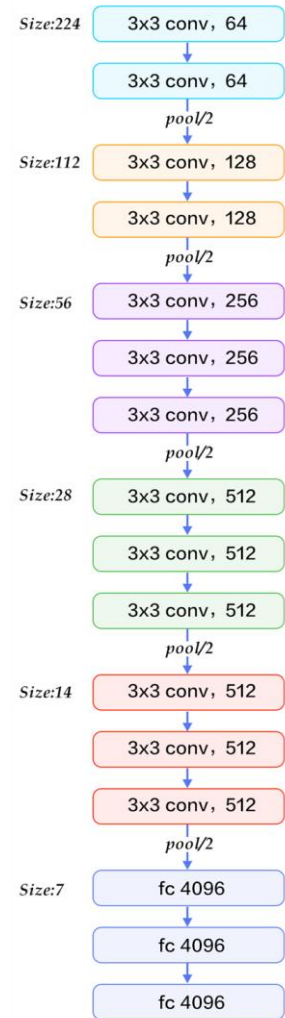 Size:224 3x3 conv, 64
3x3 conv, 64
pool/2
Size:112 3x3 conv, 128
3x3 conv, 128
pool/2
Size:56 3x3 conv, 256
3x3 conv, 256
3x3 conv, 256
pool/2
Size:28 3x3 conv, 512
3x3 conv, 512
3x3 conv, 512
pool/2
Size:14 3x3 conv, 512
3x3 conv, 512
3x3 conv, 512
pool/2
Size:7 fc 4096
fc 4096
fc 4096